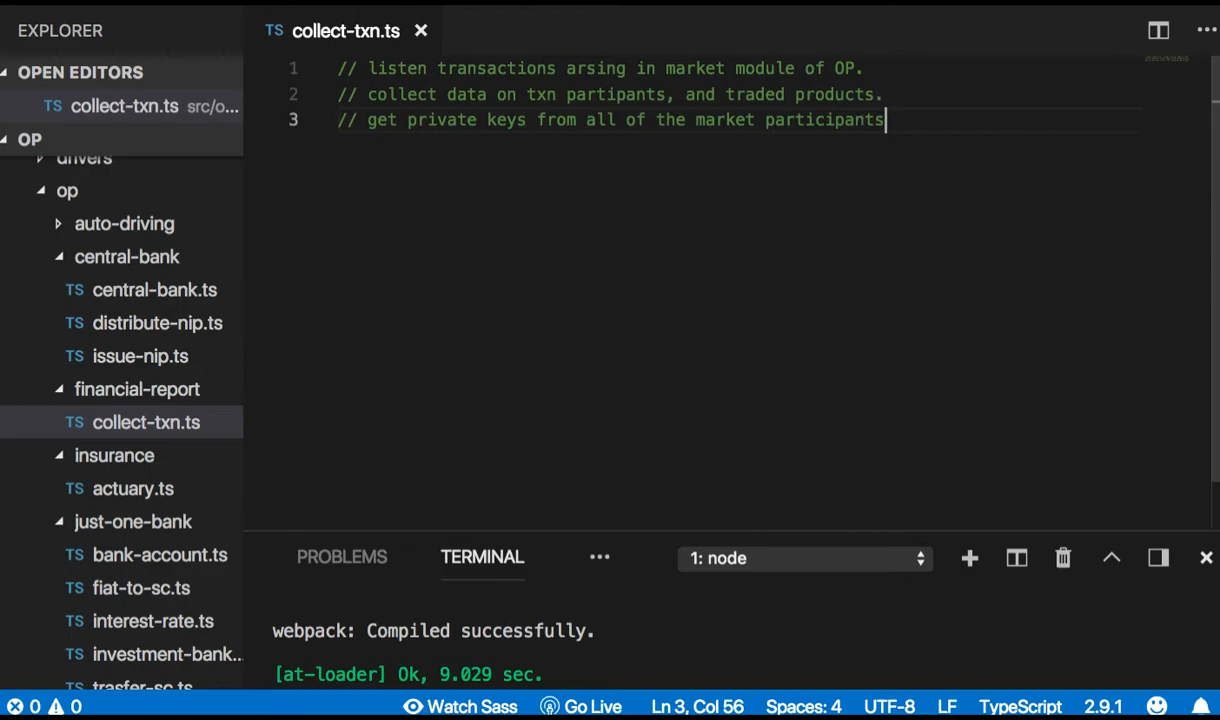 EXPLORER
TS collect-txn.ts ×
OPEN EDITORS
TS collect-txn.ts src/o...
OP
drivers
op
auto-driving
central-bank
TS central-bank.ts
TS distribute-nip.ts
TS issue-nip.ts
financial-report
TS collect-txn.ts
insurance
TS actuary.ts
just-one-bank
TS bank-account.ts
TS fiat-to-sc.ts
TS interest-rate.ts
TS investment-bank...
TS trasfer-sc.ts
1 // listen transactions arsing in market module of OP.
2 // collect data on txn partipants, and traded products.
3 // get private keys from all of the market participants
PROBLEMS TERMINAL ... 1: node
webpack: Compiled successfully.
[at-loader] Ok, 9.029 sec.
0 0 Watch Sass Go Live Ln 3, Col 56 Spaces: 4 UTF-8 LF TypeScript 2.9.1